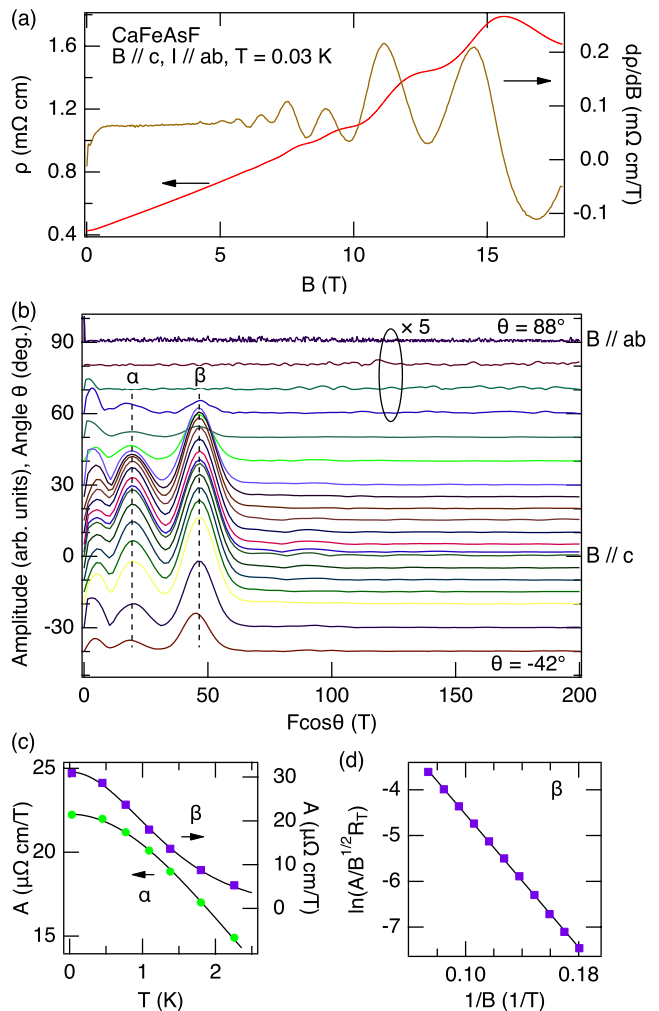 (a)
CaFeAsF
B // c, I // ab, T = 0.03 K
1.6
1.2
0.8
0.4
ρ (mΩ cm)
0.2
0.1
0.0
-0.1
dρ/dB (mΩ cm/T)
0
5
10
15
B (T)
(b)
90
60
30
0
-30
Amplitude (arb. units), Angle θ (deg.)
α
β
× 5
θ = 88°
B // ab
B // c
θ = -42°
0
50
100
150
200
Fcosθ (T)
(c)
25
20
15
A (μΩ cm/T)
30
20
10
0
A (μΩ cm/T)
β
α
0
1
2
T (K)
(d)
β
-4
-5
-6
-7
ln(A/B^1/2 R_T)
0.10
0.18
1/B (1/T)